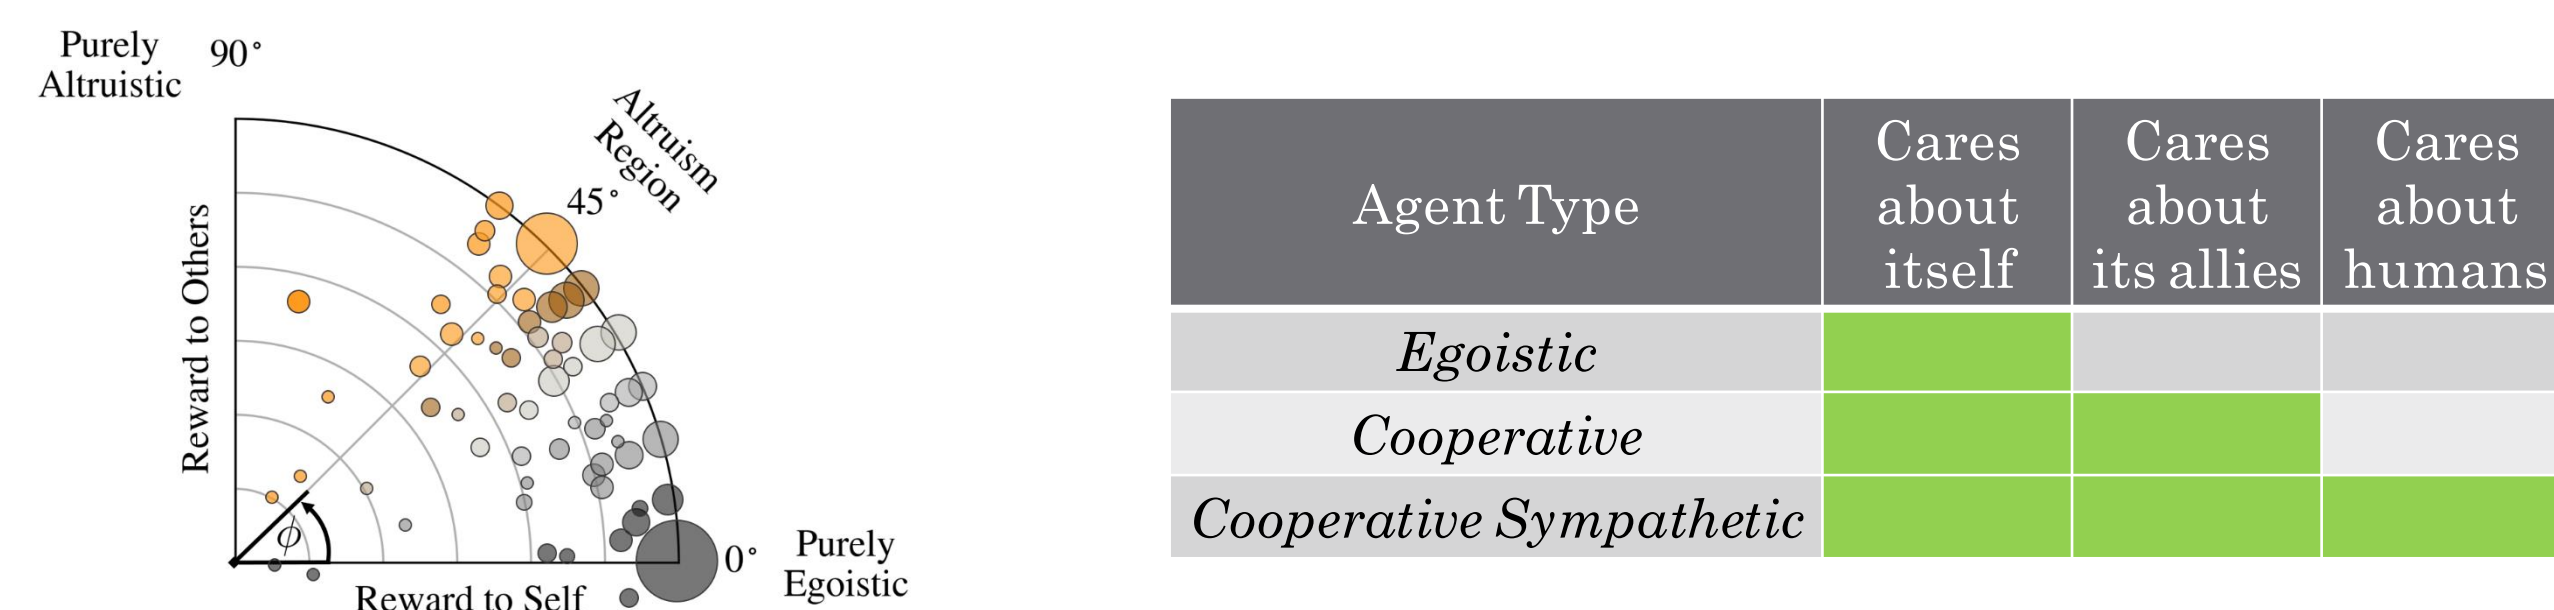 Purely
Altruistic
90°
Altruism
Region
45°
Reward to Others
ϕ
0°
Purely
Egoistic
Reward to Self
Agent Type
Cares
about
itself
Cares
about
its allies
Cares
about
humans
Egoistic
Cooperative
Cooperative Sympathetic